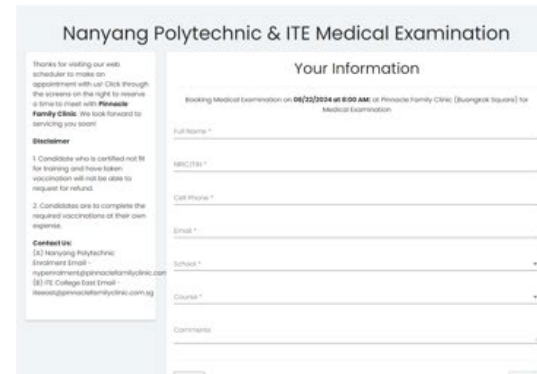 Nanyang Polytechnic & ITE Medical Examination
Thanks for visiting our web
scheduler to make an
appointment with us! Click through
the screens on the right to reserve
a time to meet with Pinnacle
Family Clinic. We look forward to
servicing you soon!
Disclaimer
1. Candidate who is certified not fit
for training and have taken
vaccination will not be able to
request for refund.
2. Candidates are to complete the
required vaccinations at their own
expense.
Contact Us:
(A) Nanyang Polytechnic
Enrolment Email -
nypenrolment@pinnaclefamilyclinic.com
(B) ITE College East Email -
iteeast@pinnaclefamilyclinic.com.sg
Your Information
Booking Medical Examination on 06/22/2024 at 8:00 AM: at Pinnacle Family Clinic (Buangkok Square) for
Medical Examination
Full Name *
NRIC/FIN *
Cell Phone *
Email *
School *
Course *
Comments